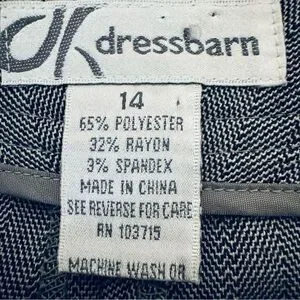 dressbarn
14
65% POLYESTER
32% RAYON
3% SPANDEX
MADE IN CHINA
SEE REVERSE FOR CARE
RN 103715
MACHINE WASH OR